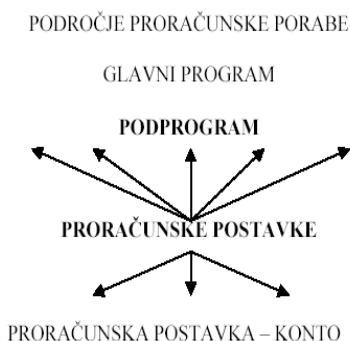 PODROČJE PRORAČUNSKE PORABE
GLAVNI PROGRAM
PODPROGRAM
PRORAČUNSKE POSTAVKE
PRORAČUNSKA POSTAVKA – KONTO